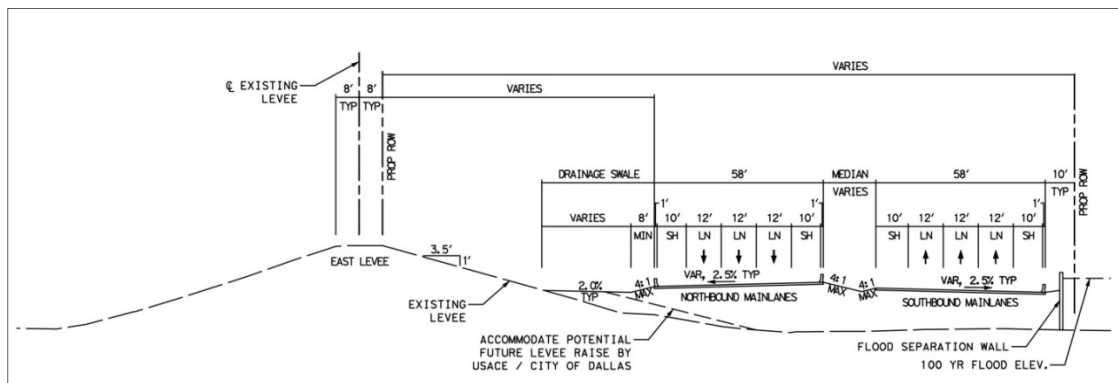 VARIES
℄ EXISTING
LEVEE
8' 8' VARIES
TYP TYP
PROP ROW
DRAINAGE SWALE 58' MEDIAN 58' 10'
VARIES TYP
PROP ROW
1' 1' 1'
VARIES 8' 10' 12' 12' 12' 10' 10' 12' 12' 12' 10'
MIN SH LN LN LN SH SH LN LN LN SH
3.5'
1'
EAST LEVEE
VAR, 2.5% TYP
4:1
MAX
4:1
MAX
VAR, 2.5% TYP
2.0%
TYP
4:1
MAX
NORTHBOUND MAINLANES
SOUTHBOUND MAINLANES
EXISTING
LEVEE
ACCOMMODATE POTENTIAL
FUTURE LEVEE RAISE BY
USACE / CITY OF DALLAS
FLOOD SEPARATION WALL
100 YR FLOOD ELEV.